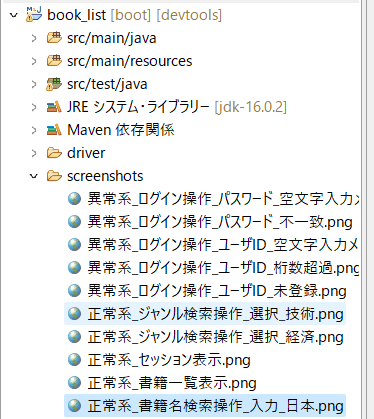 book_list [boot] [devtools]
src/main/java
src/main/resources
src/test/java
JRE システム・ライブラリー [jdk-16.0.2]
Maven 依存関係
driver
screenshots
異常系_ログイン操作_パスワード_空文字入力メ
異常系_ログイン操作_パスワード_不一致.png
異常系_ログイン操作_ユーザID_空文字入力メ
異常系_ログイン操作_ユーザID_桁数超過.png
異常系_ログイン操作_ユーザID_未登録.png
正常系_ジャンル検索操作_選択_技術.png
正常系_ジャンル検索操作_選択_経済.png
正常系_セッション表示.png
正常系_書籍一覧表示.png
正常系_書籍名検索操作_入力_日本.png